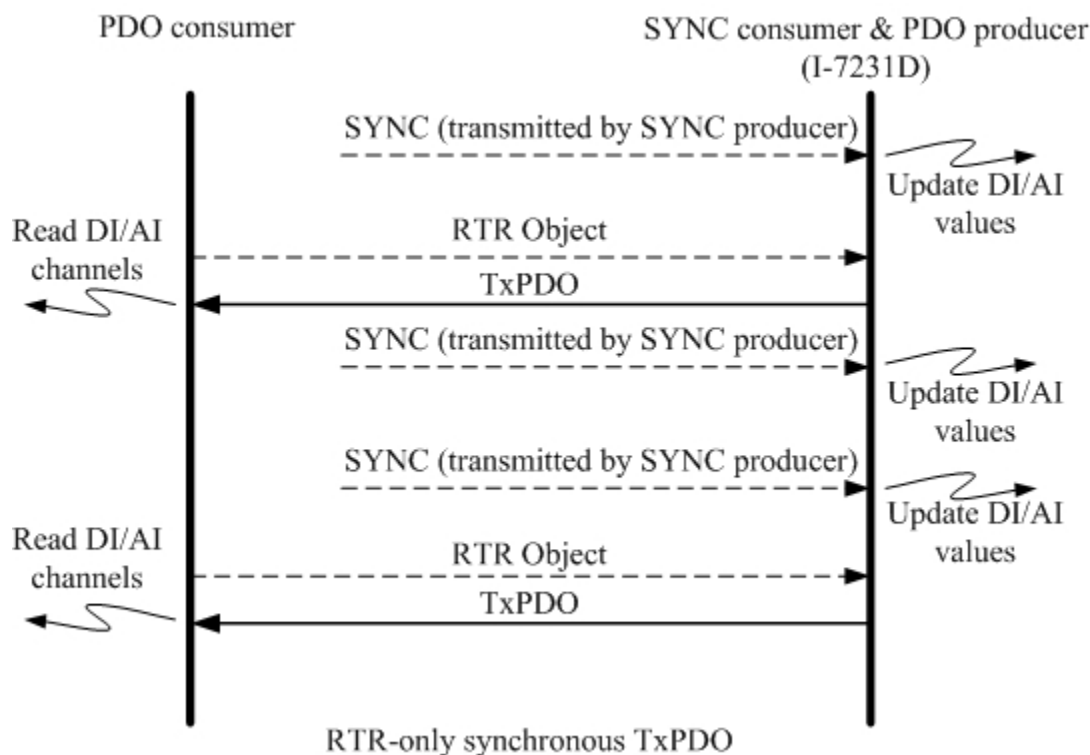 PDO consumer
SYNC consumer & PDO producer
(I-7231D)
SYNC (transmitted by SYNC producer)
Update DI/AI
values
Read DI/AI
channels
RTR Object
TxPDO
SYNC (transmitted by SYNC producer)
Update DI/AI
values
SYNC (transmitted by SYNC producer)
Update DI/AI
values
Read DI/AI
channels
RTR Object
TxPDO
RTR-only synchronous TxPDO